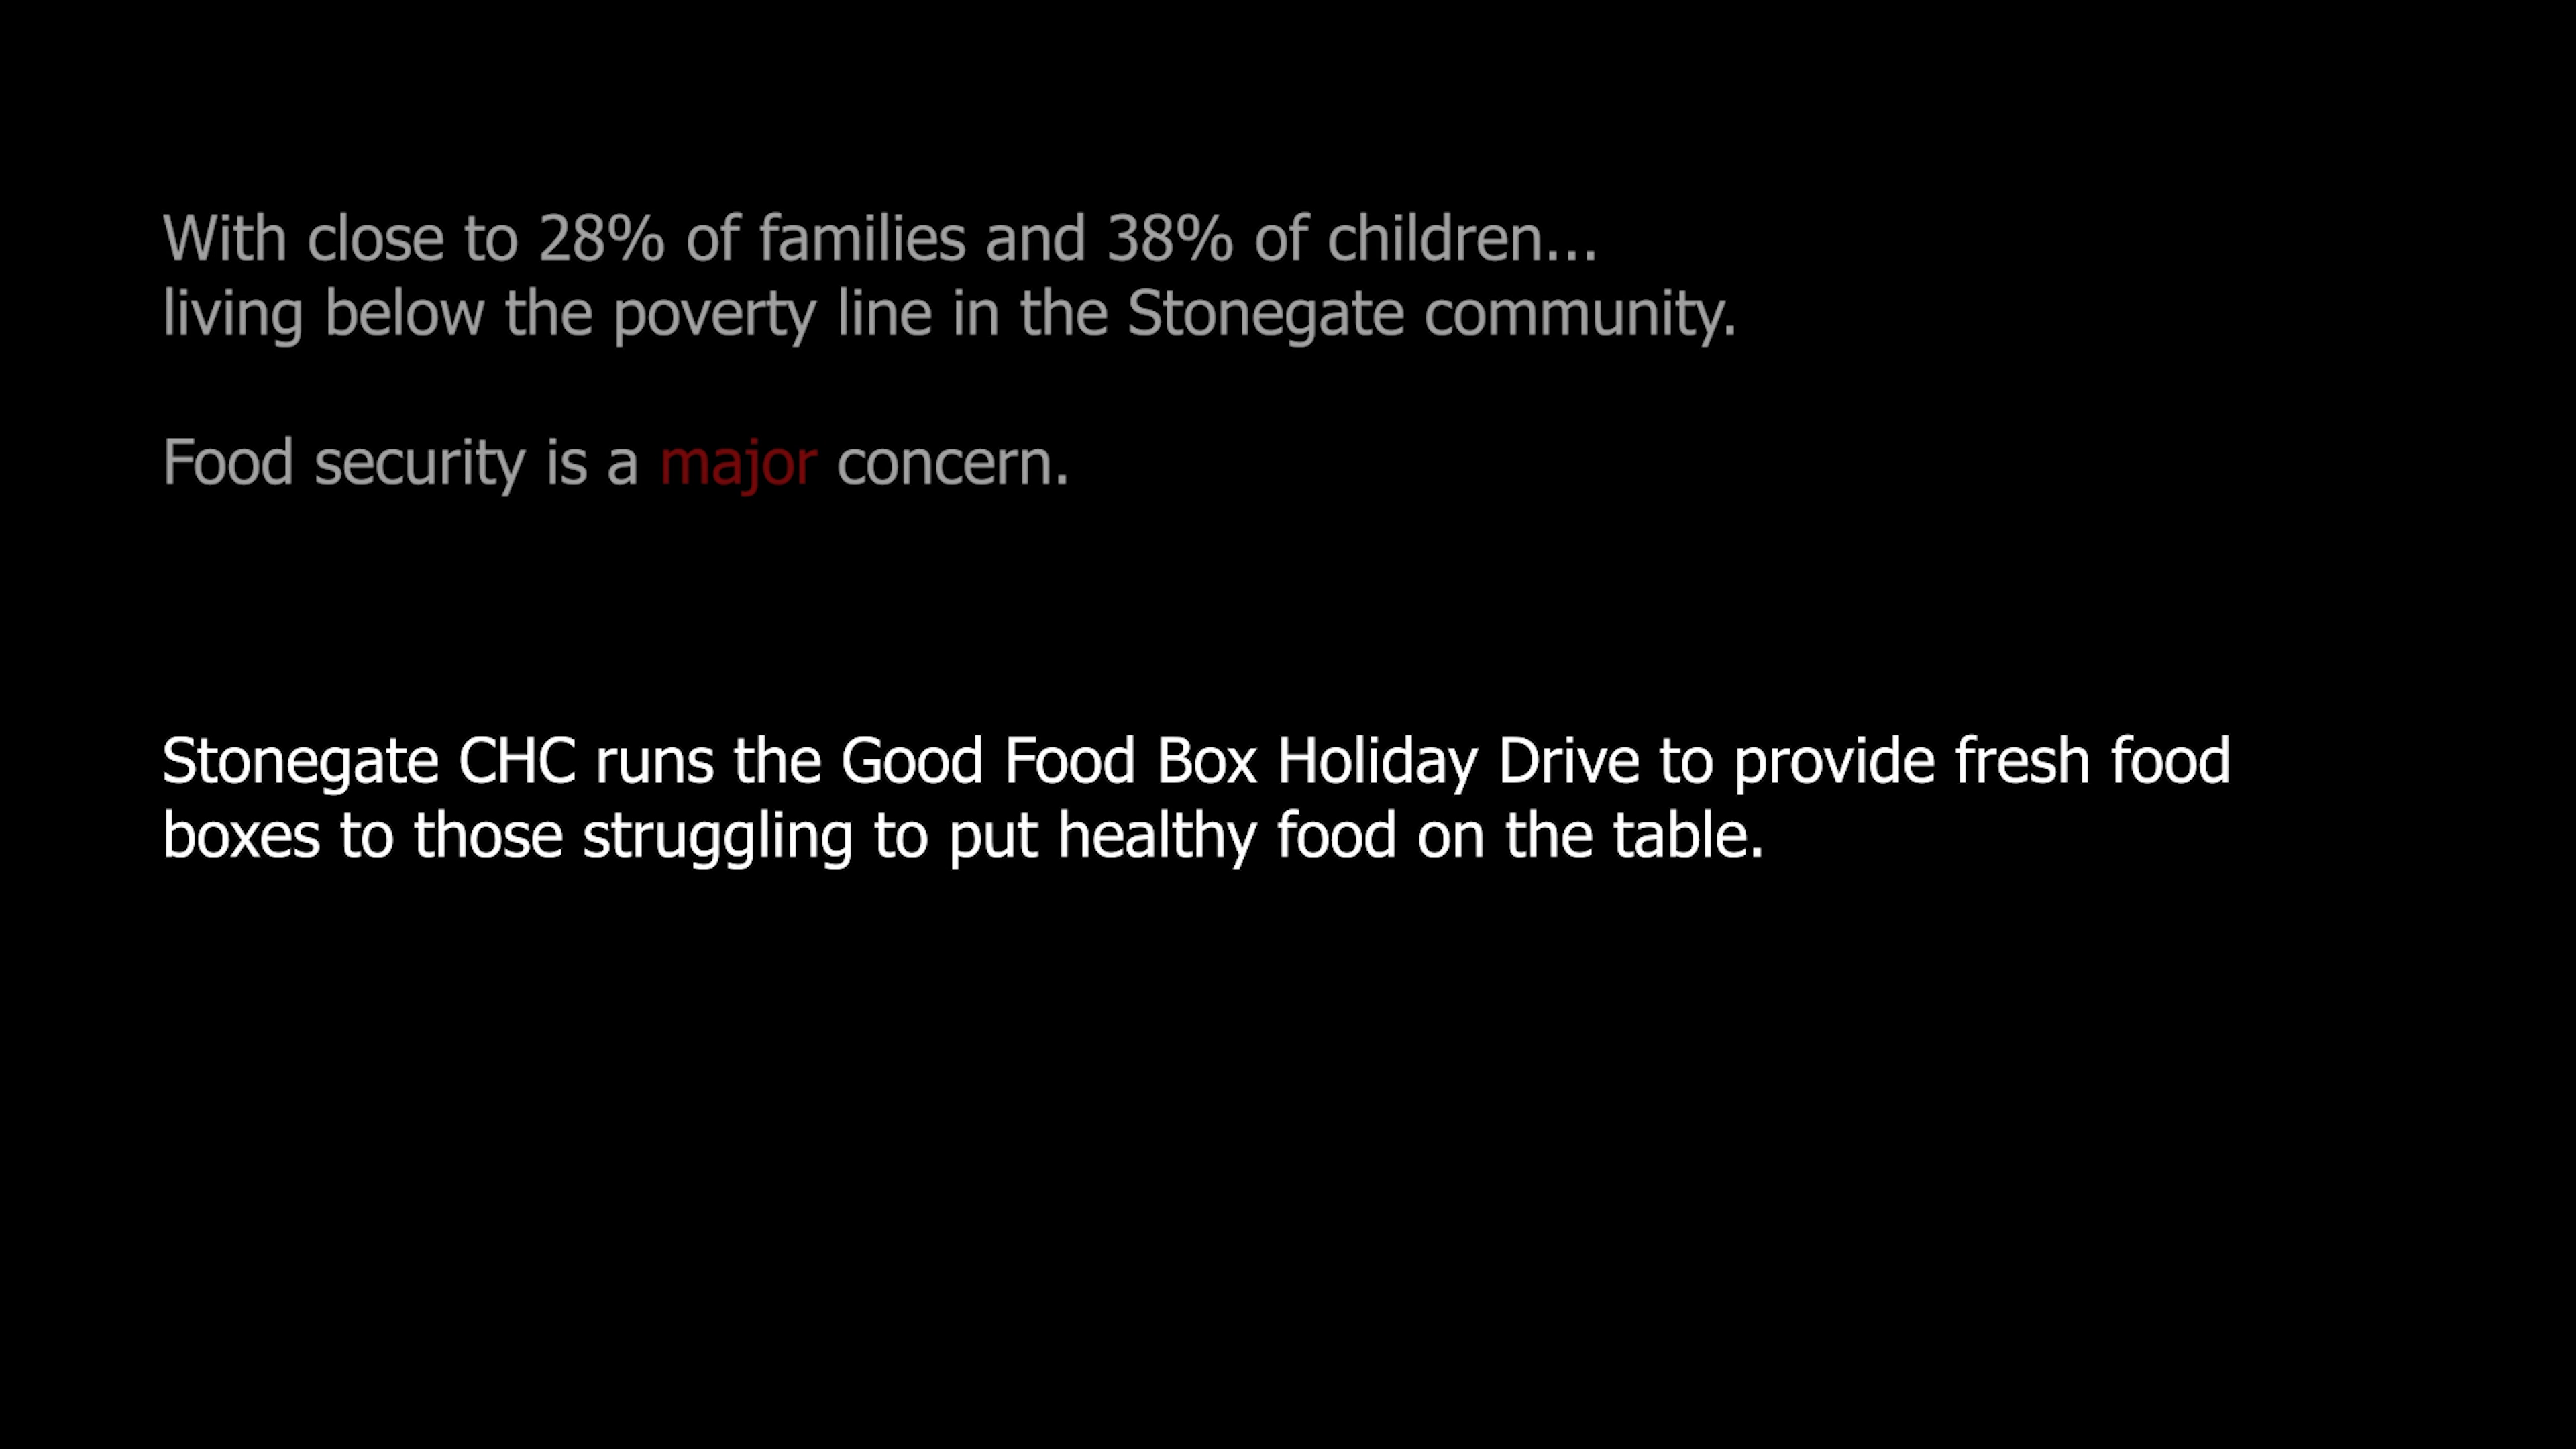 With close to 28% of families and 38% of children...
living below the poverty line in the Stonegate community.
Food security is a major concern.
Stonegate CHC runs the Good Food Box Holiday Drive to provide fresh food
boxes to those struggling to put healthy food on the table.